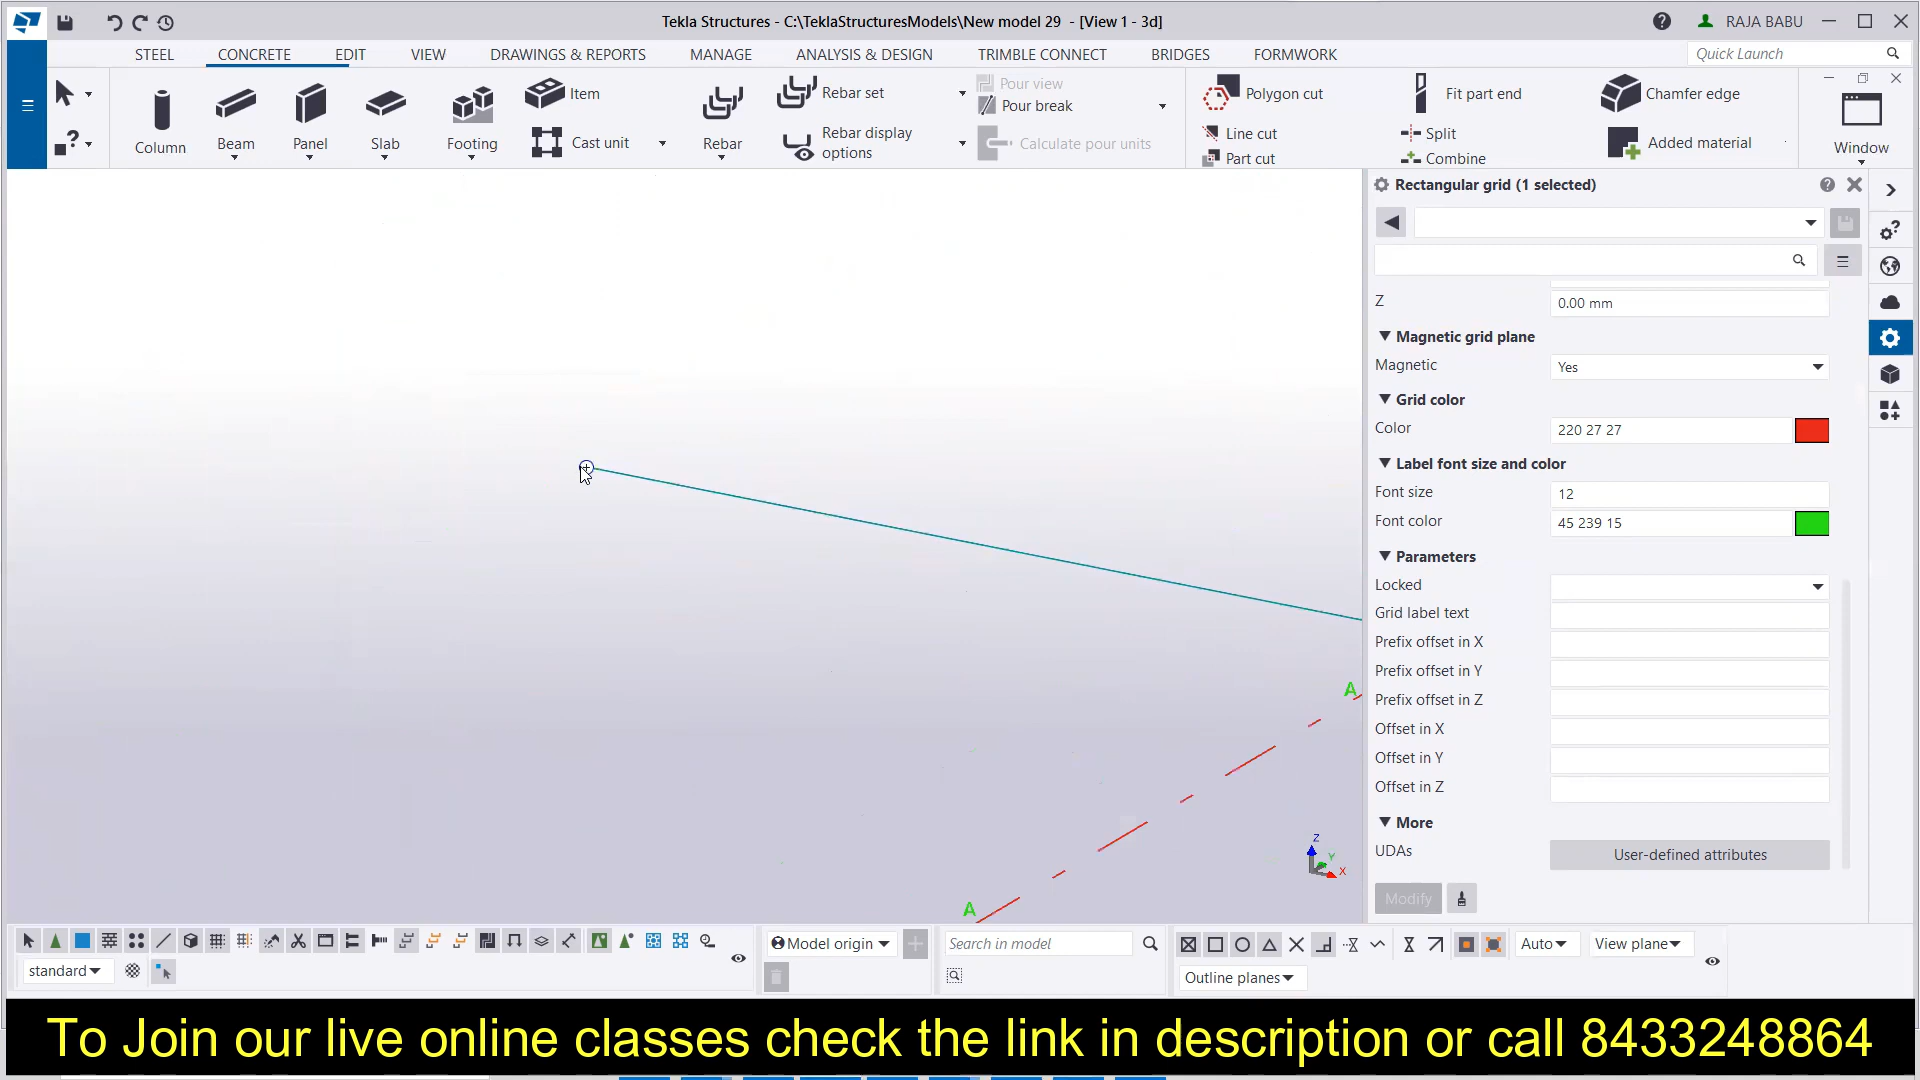 Tekla Structures - C:\TeklaStructuresModels\New model 29 - [View 1 - 3d]
RAJA BABU
STEEL
CONCRETE
EDIT
VIEW
DRAWINGS & REPORTS
MANAGE
ANALYSIS & DESIGN
TRIMBLE CONNECT
BRIDGES
FORMWORK
Quick Launch
Column
Beam
Panel
Slab
Footing
Item
Cast unit
Rebar
Rebar set
Rebar display
options
Pour view
Pour break
Calculate pour units
Polygon cut
Line cut
Part cut
Fit part end
Split
Combine
Chamfer edge
Added material
Window
Rectangular grid (1 selected)
Z
0.00 mm
Magnetic grid plane
Magnetic
Yes
Grid color
Color
220 27 27
Label font size and color
Font size
12
Font color
45 239 15
Parameters
Locked
Grid label text
Prefix offset in X
Prefix offset in Y
Prefix offset in Z
Offset in X
Offset in Y
Offset in Z
More
UDAs
User-defined attributes
Modify
A
A
Z
Y
X
Model origin
Search in model
Auto
View plane
standard
Outline planes
To Join our live online classes check the link in description or call 8433248864